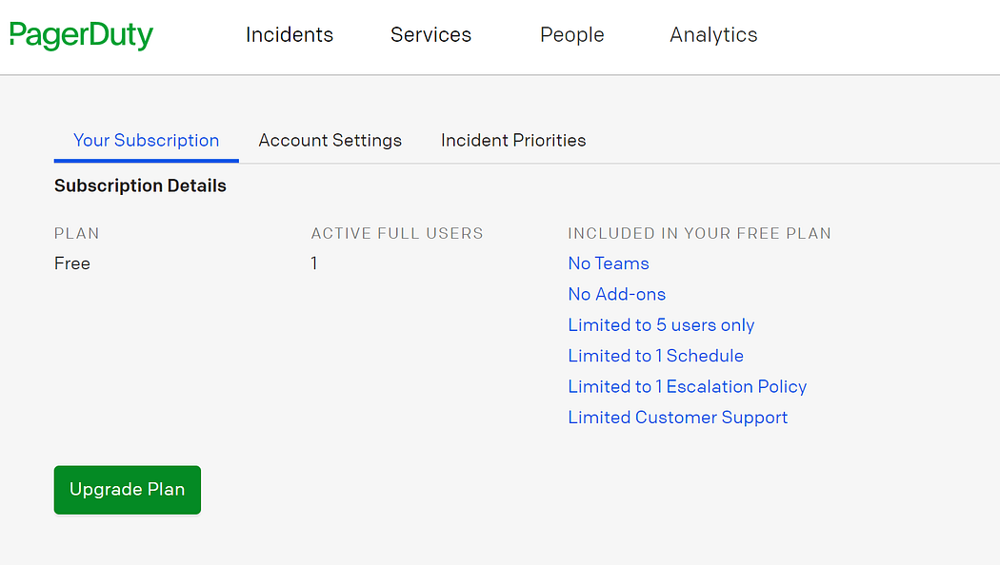 PagerDuty Incidents Services People Analytics
Your Subscription Account Settings Incident Priorities
Subscription Details
PLAN ACTIVE FULL USERS INCLUDED IN YOUR FREE PLAN
Free 1 No Teams
No Add-ons
Limited to 5 users only
Limited to 1 Schedule
Limited to 1 Escalation Policy
Limited Customer Support
Upgrade Plan